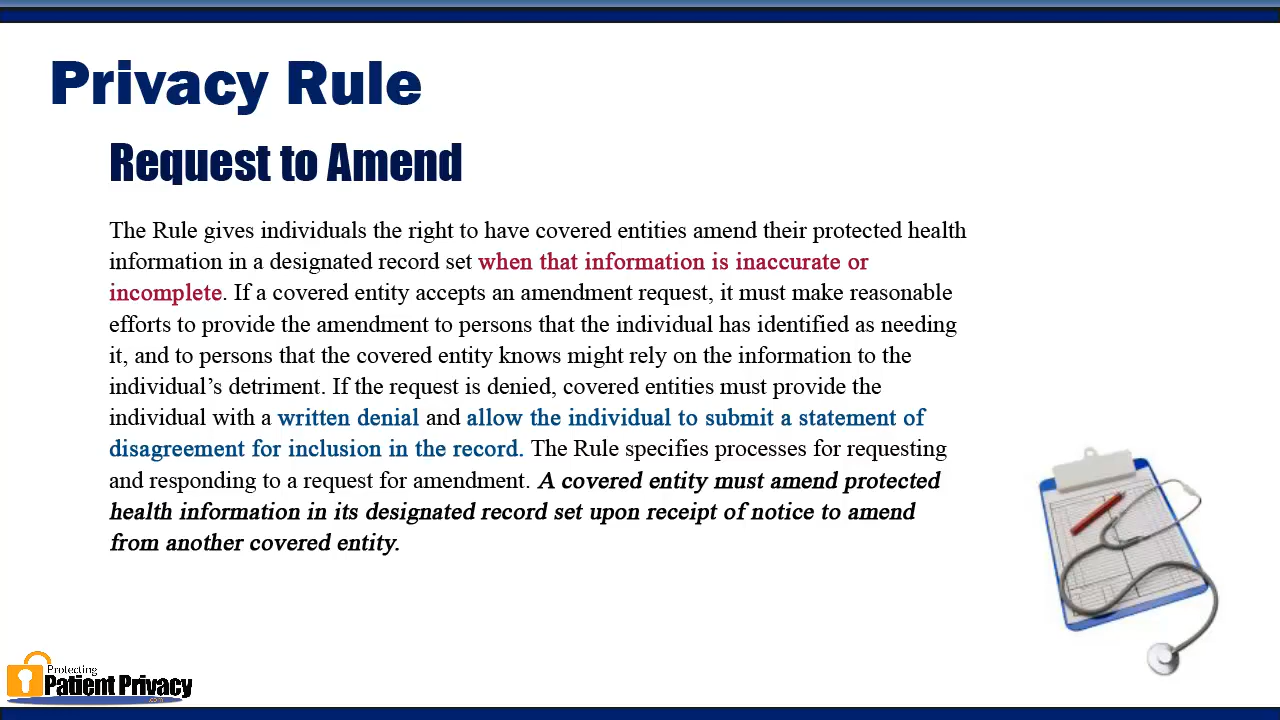 Privacy Rule
Request to Amend
The Rule gives individuals the right to have covered entities amend their protected health
information in a designated record set when that information is inaccurate or
incomplete. If a covered entity accepts an amendment request, it must make reasonable
efforts to provide the amendment to persons that the individual has identified as needing
it, and to persons that the covered entity knows might rely on the information to the
individual’s detriment. If the request is denied, covered entities must provide the
individual with a written denial and allow the individual to submit a statement of
disagreement for inclusion in the record. The Rule specifies processes for requesting
and responding to a request for amendment. A covered entity must amend protected
health information in its designated record set upon receipt of notice to amend
from another covered entity.
Protecting
Patient Privacy
.com